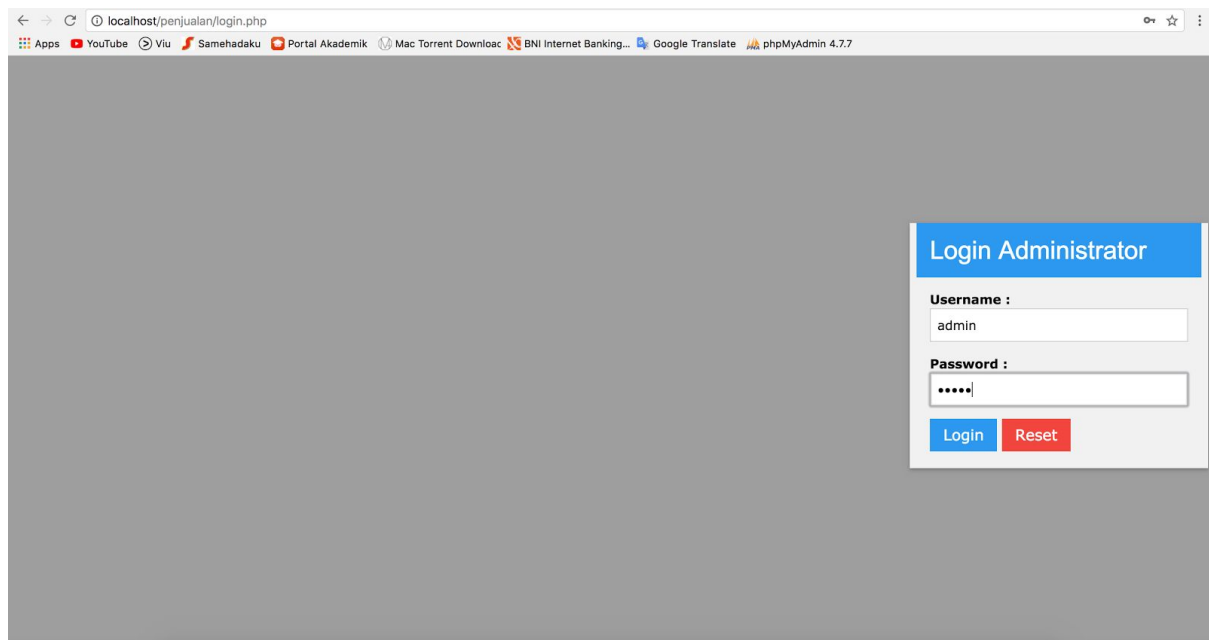 localhost/penjualan/login.php
Apps YouTube Viu Samehadaku Portal Akademik Mac Torrent Downloac BNI Internet Banking... Google Translate phpMyAdmin 4.7.7
Login Administrator
Username :
admin
Password :
•••••
Login Reset